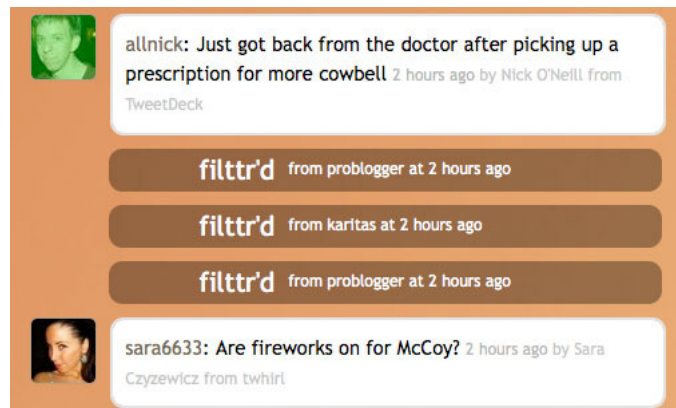 allnick: Just got back from the doctor after picking up a
prescription for more cowbell 2 hours ago by Nick O'Neill from
TweetDeck
filttr'd from problogger at 2 hours ago
filttr'd from karitas at 2 hours ago
filttr'd from problogger at 2 hours ago
sara6633: Are fireworks on for McCoy? 2 hours ago by Sara
Czyzewicz from twhirl